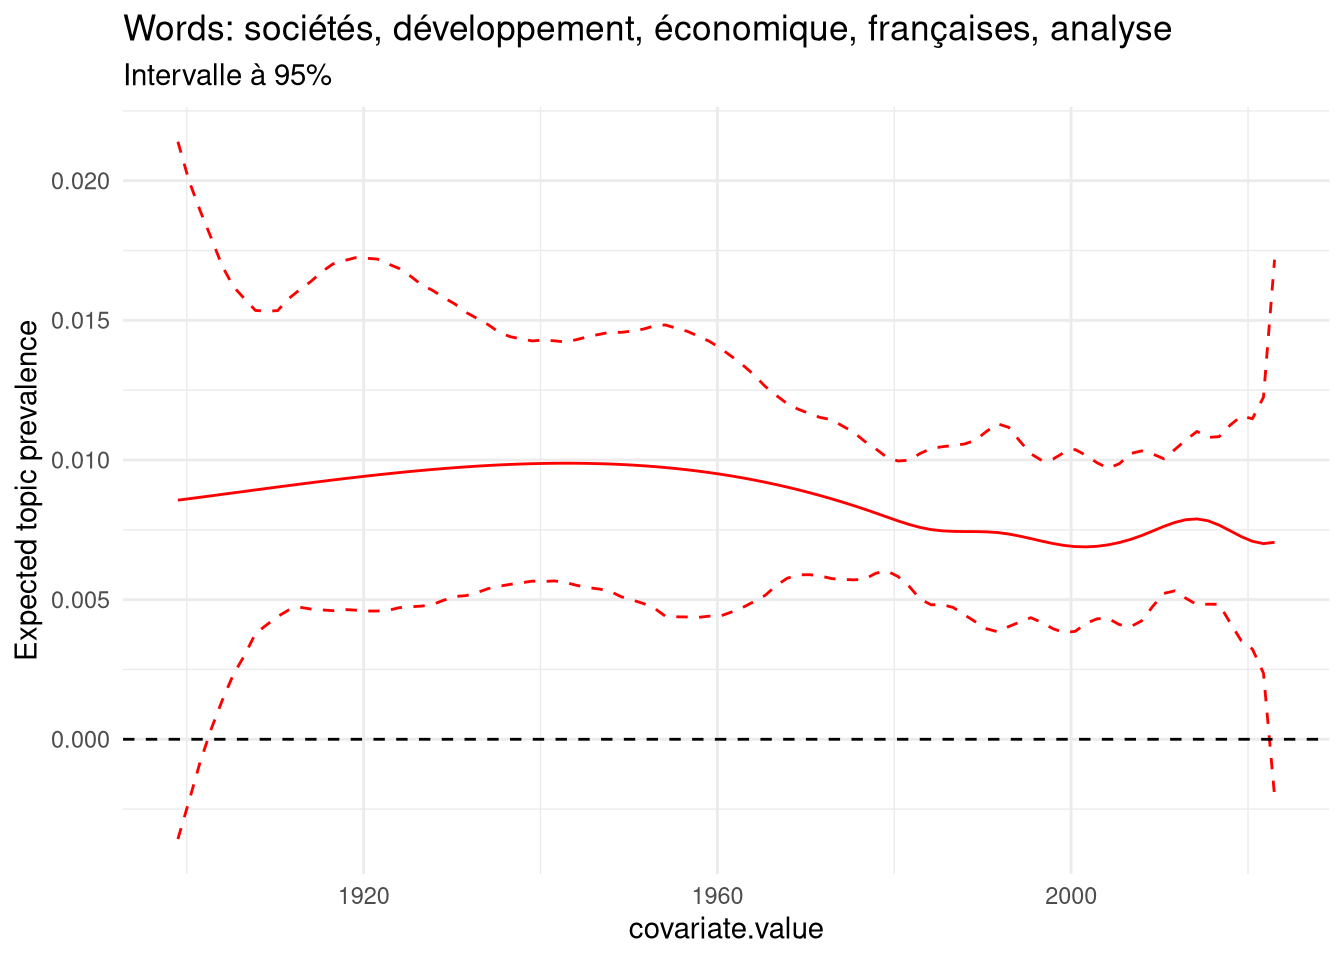 Words: sociétés, développement, économique, françaises, analyse
Intervalle à 95%
Expected topic prevalence
0.020
0.015
0.010
0.005
0.000
1920
1960
2000
covariate.value